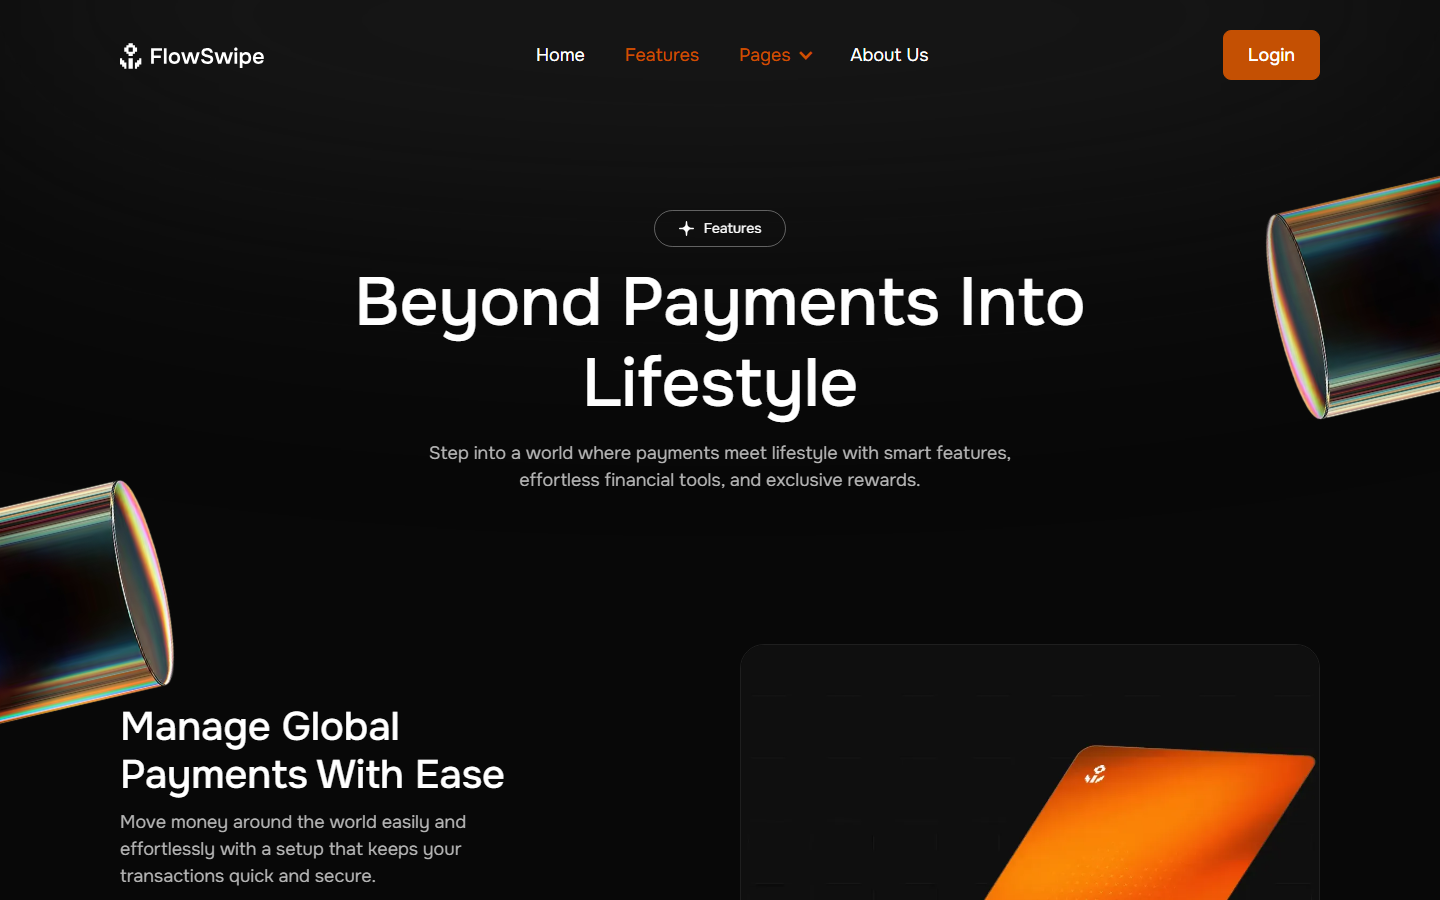 FlowSwipe
Home
Features
Pages
About Us
Login
Features
Beyond Payments Into
Lifestyle
Step into a world where payments meet lifestyle with smart features,
effortless financial tools, and exclusive rewards.
Manage Global
Payments With Ease
Move money around the world easily and
effortlessly with a setup that keeps your
transactions quick and secure.